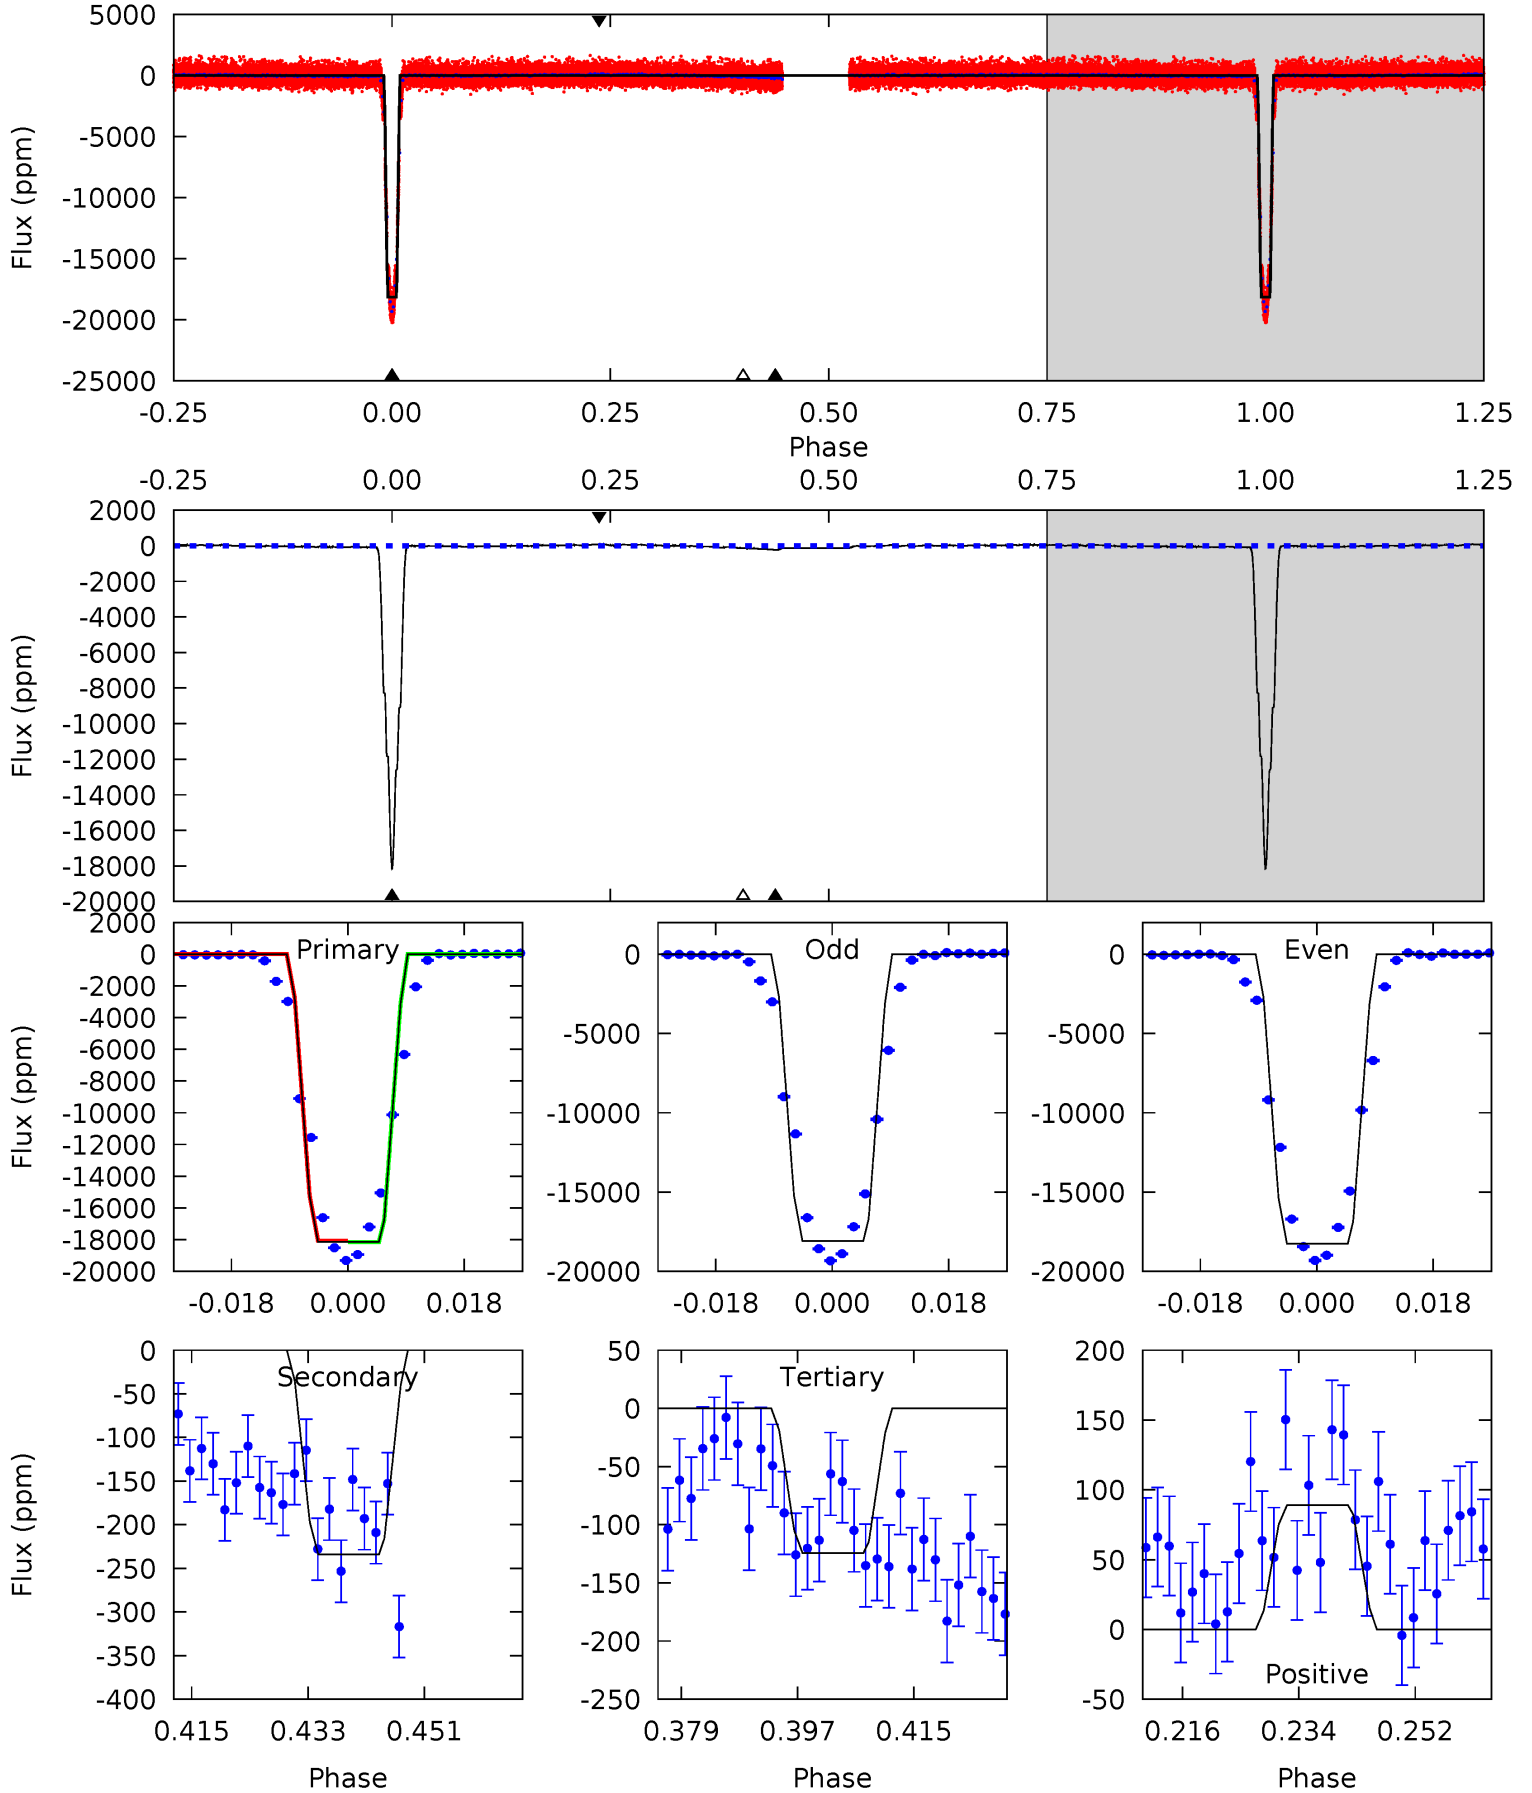 5000
0
-5000
-10000
-15000
-20000
-25000
Flux (ppm)
-0.25 0.00 0.25 0.50 0.75 1.00 1.25
Phase
-0.25 0.00 0.25 0.50 0.75 1.00 1.25
2000
0
-2000
-4000
-6000
-8000
-10000
-12000
-14000
-16000
-18000
-20000
Flux (ppm)
2000
0
-2000
-4000
-6000
-8000
-10000
-12000
-14000
-16000
-18000
-20000
Flux (ppm)
Primary
-0.018 0.000 0.018
0
-5000
-10000
-15000
-20000
Odd
-0.018 0.000 0.018
0
-5000
-10000
-15000
-20000
Even
-0.018 0.000 0.018
0
-50
-100
-150
-200
-250
-300
-350
-400
Flux (ppm)
Secondary
0.415 0.433 0.451
Phase
50
0
-50
-100
-150
-200
-250
Tertiary
0.379 0.397 0.415
Phase
200
150
100
50
0
-50
Positive
0.216 0.234 0.252
Phase